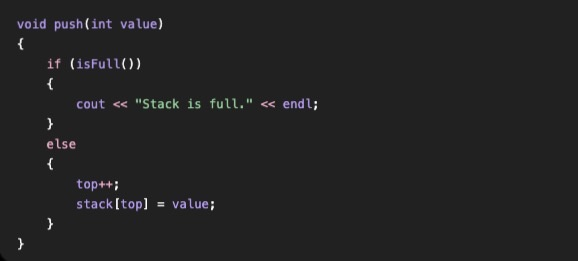 void push(int value)
{
    if (isFull())
    {
        cout << "Stack is full." << endl;
    }
    else
    {
        top++;
        stack[top] = value;
    }
}